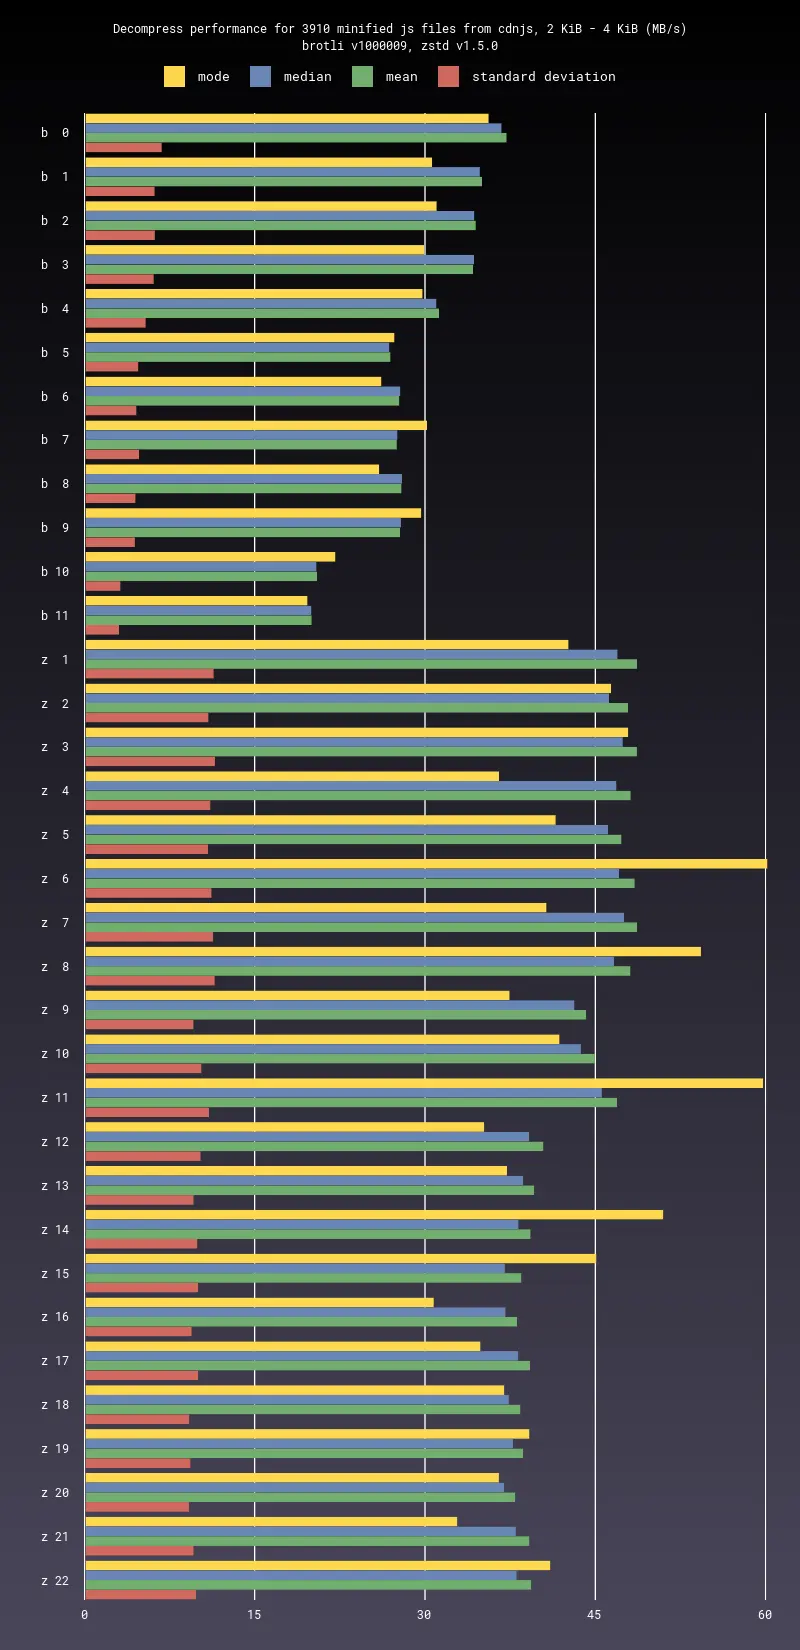 Decompress performance for 3910 minified js files from cdnjs, 2 KiB - 4 KiB (MB/s)
brotli v1000009, zstd v1.5.0
mode median mean standard deviation
b 0
b 1
b 2
b 3
b 4
b 5
b 6
b 7
b 8
b 9
b 10
b 11
z 1
z 2
z 3
z 4
z 5
z 6
z 7
z 8
z 9
z 10
z 11
z 12
z 13
z 14
z 15
z 16
z 17
z 18
z 19
z 20
z 21
z 22
0 15 30 45 60